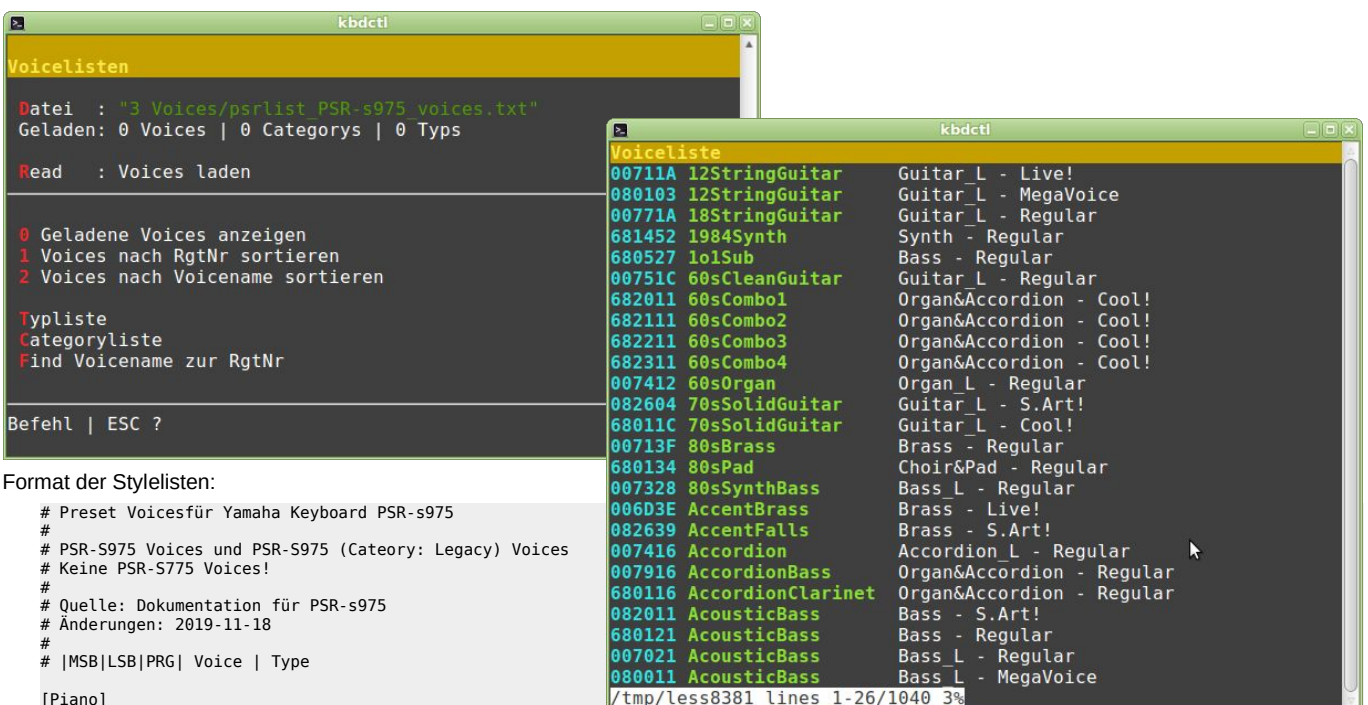 kbdctl
Voicelisten
Datei : "3 Voices/psrlist_PSR-s975_voices.txt"
Geladen: 0 Voices | 0 Categorys | 0 Typs
Read : Voices laden
0 Geladene Voices anzeigen
1 Voices nach RgtNr sortieren
2 Voices nach Voicename sortieren
Typliste
Categoryliste
Find Voicename zur RgtNr
Befehl | ESC ?
kbdctl
Voiceliste
00711A 12StringGuitar Guitar_L - Live!
080103 12StringGuitar Guitar_L - MegaVoice
00771A 18StringGuitar Guitar_L - Regular
681452 1984Synth Synth - Regular
680527 1o1Sub Bass - Regular
00751C 60sCleanGuitar Guitar_L - Regular
682011 60sCombo1 Organ&Accordion - Cool!
682111 60sCombo2 Organ&Accordion - Cool!
682211 60sCombo3 Organ&Accordion - Cool!
682311 60sCombo4 Organ&Accordion - Cool!
007412 60sOrgan Organ_L - Regular
082604 70sSolidGuitar Guitar_L - S.Art!
68011C 70sSolidGuitar Guitar_L - Cool!
00713F 80sBrass Brass - Regular
680134 80sPad Choir&Pad - Regular
007328 80sSynthBass Bass_L - Regular
006D3E AccentBrass Brass - Live!
082639 AccentFalls Brass - S.Art!
007416 Accordion Accordion_L - Regular
007916 AccordionBass Organ&Accordion - Regular
680116 AccordionClarinet Organ&Accordion - Regular
082011 AcousticBass Bass - S.Art!
680121 AcousticBass Bass - Regular
007021 AcousticBass Bass_L - Regular
080011 AcousticBass Bass_L - MegaVoice
/tmp/less8381 lines 1-26/1040 3%
Format der Stylelisten:
# Preset Voicesfür Yamaha Keyboard PSR-s975
#
# PSR-S975 Voices und PSR-S975 (Cateory: Legacy) Voices
# Keine PSR-S775 Voices!
#
# Quelle: Dokumentation für PSR-s975
# Änderungen: 2019-11-18
#
# |MSB|LSB|PRG| Voice | Type
[Piano]